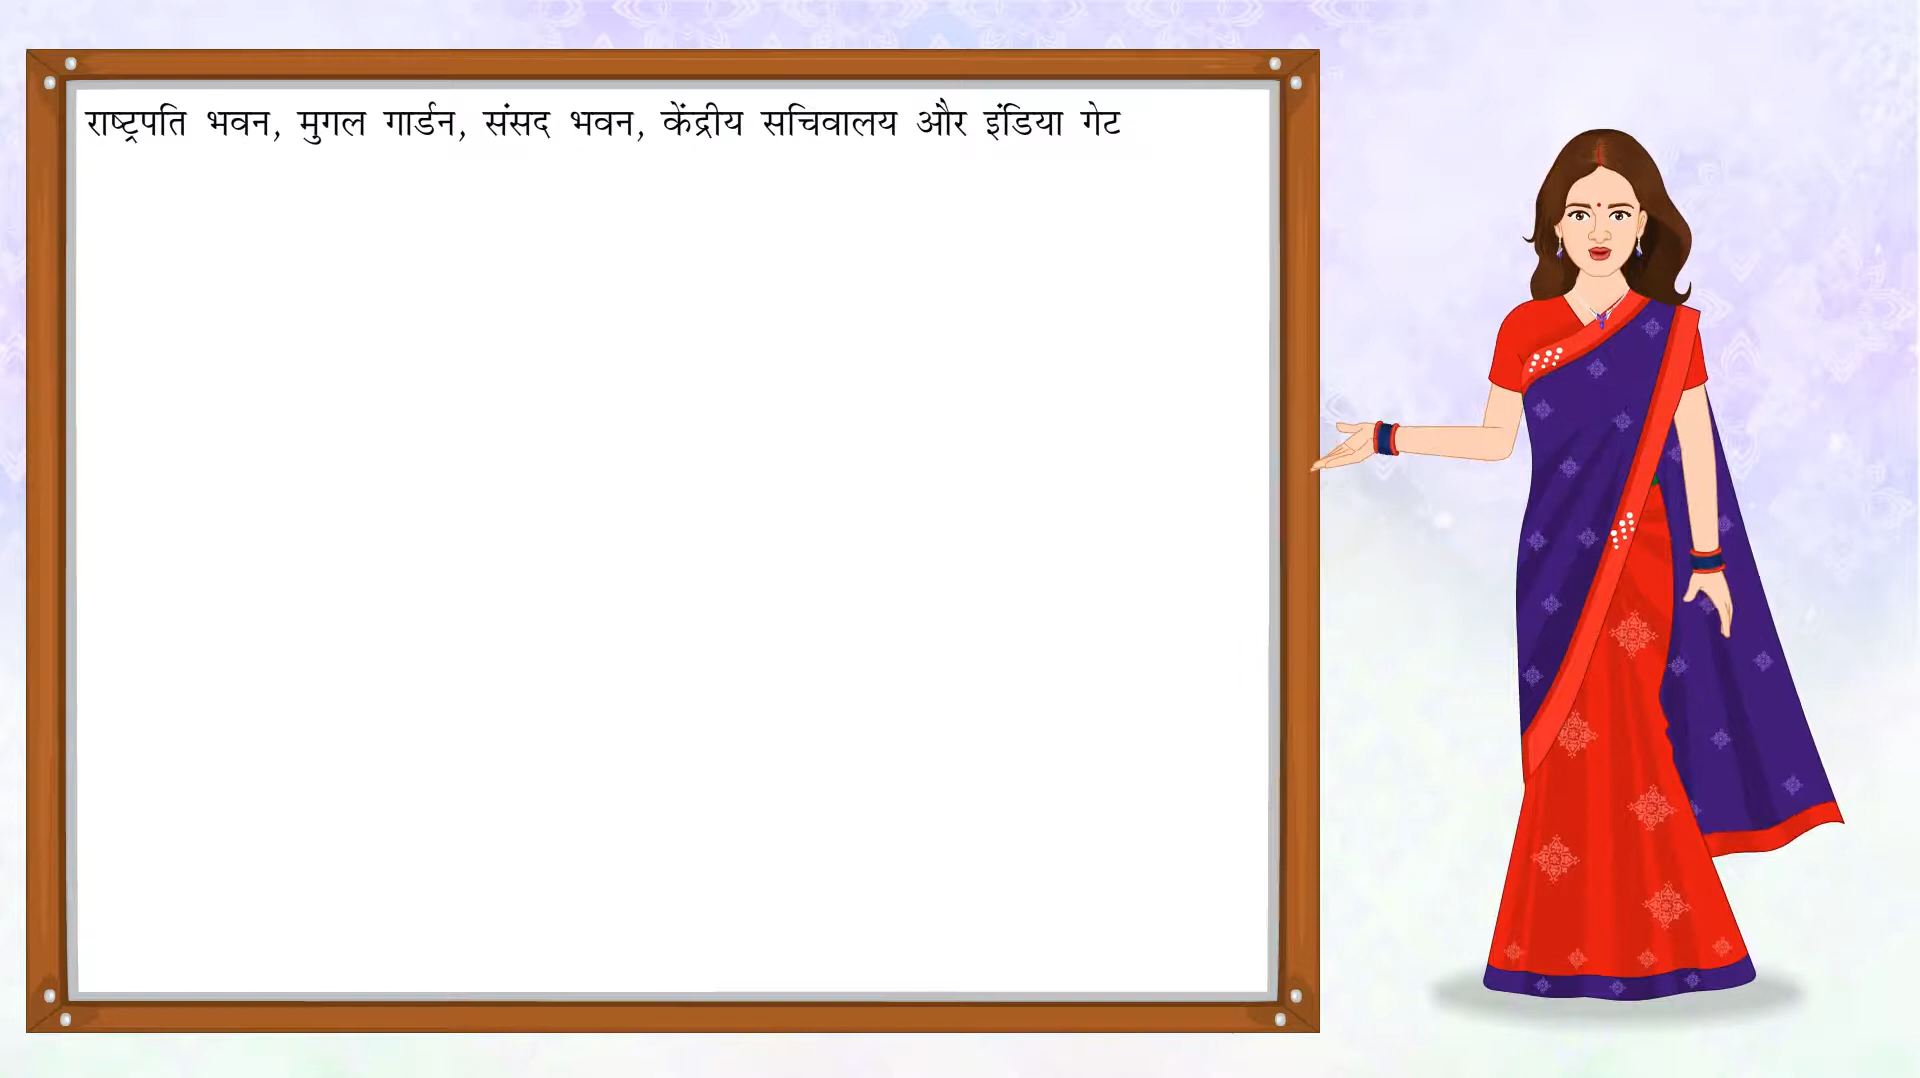 राष्ट्रपति भवन, मुगल गार्डन, संसद भवन, केंद्रीय सचिवालय और इंडिया गेट